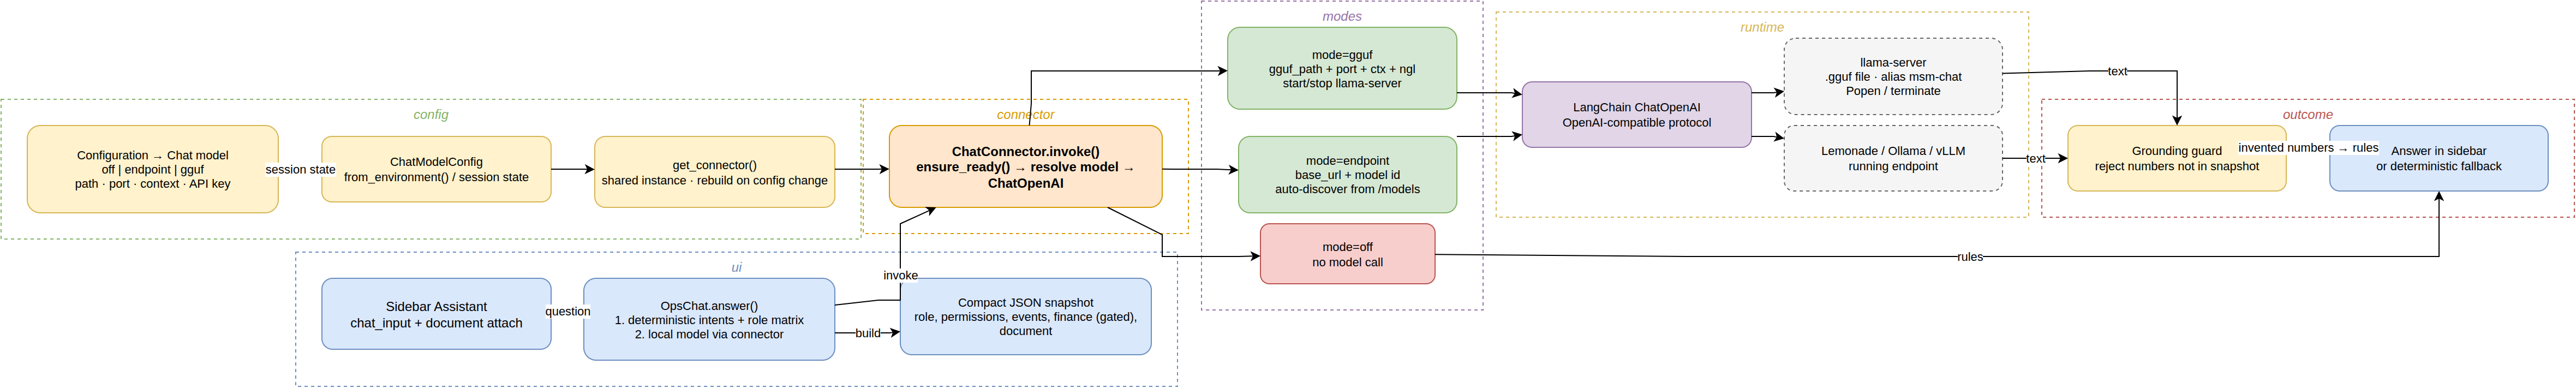 config
Configuration → Chat model
off | endpoint | gguf
path · port · context · API key
session state
ChatModelConfig
from_environment() / session state
get_connector()
shared instance · rebuild on config change
connector
ChatConnector.invoke()
ensure_ready() → resolve model →
ChatOpenAI
ui
Sidebar Assistant
chat_input + document attach
question
OpsChat.answer()
1. deterministic intents + role matrix
2. local model via connector
invoke
build
Compact JSON snapshot
role, permissions, events, finance (gated),
document
modes
mode=gguf
gguf_path + port + ctx + ngl
start/stop llama-server
mode=endpoint
base_url + model id
auto-discover from /models
mode=off
no model call
rules
runtime
LangChain ChatOpenAI
OpenAI-compatible protocol
llama-server
.gguf file · alias msm-chat
Popen / terminate
text
Lemonade / Ollama / vLLM
running endpoint
text
outcome
Grounding guard
reject numbers not in snapshot
invented numbers → rules
Answer in sidebar
or deterministic fallback